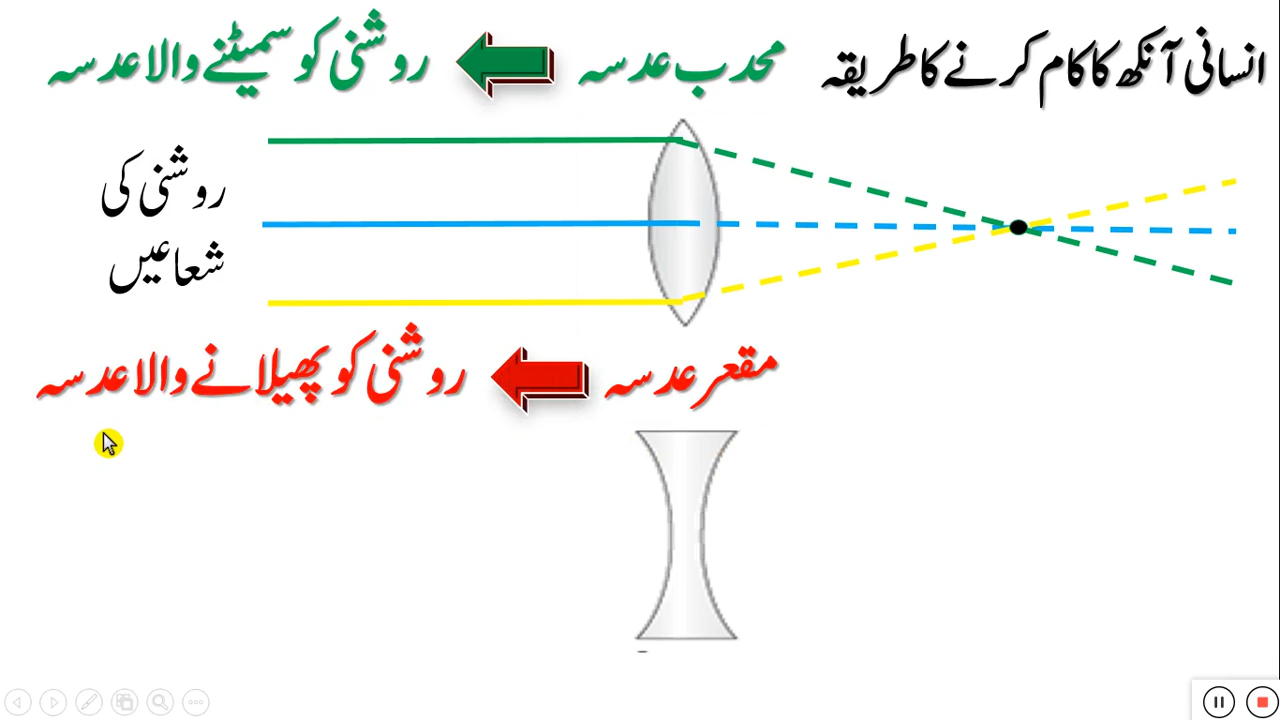 انسانی آنکھ کا کام کرنے کا طریقہ
محدب عدسہ
روشنی کو سمیٹنے والا عدسہ
روشنی کی
شعاعیں
مقعر عدسہ
روشنی کو پھیلانے والا عدسہ